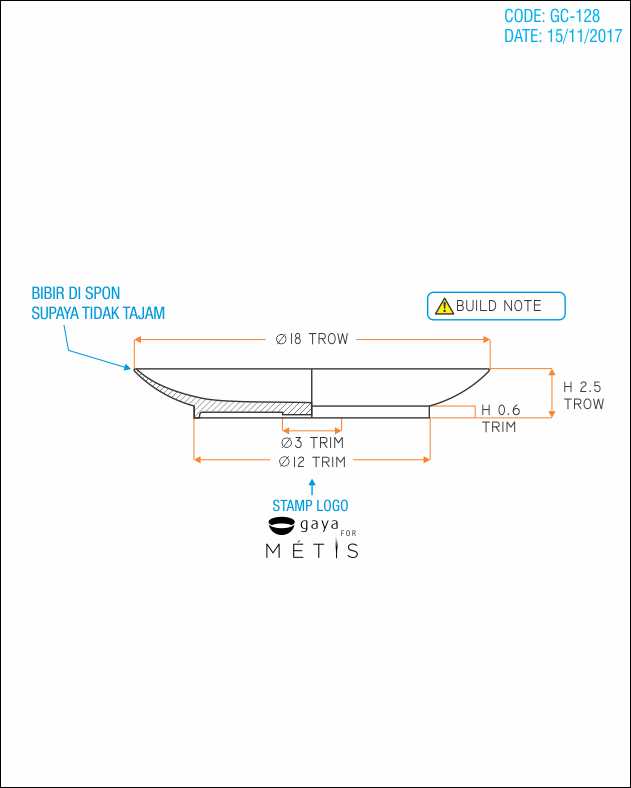 CODE: GC-128
DATE: 15/11/2017
BIBIR DI SPON
SUPAYA TIDAK TAJAM
BUILD NOTE
Ø18 TROW
H 2.5
TROW
H 0.6
TRIM
Ø3 TRIM
Ø12 TRIM
STAMP LOGO
gaya
FOR
MÉTIS